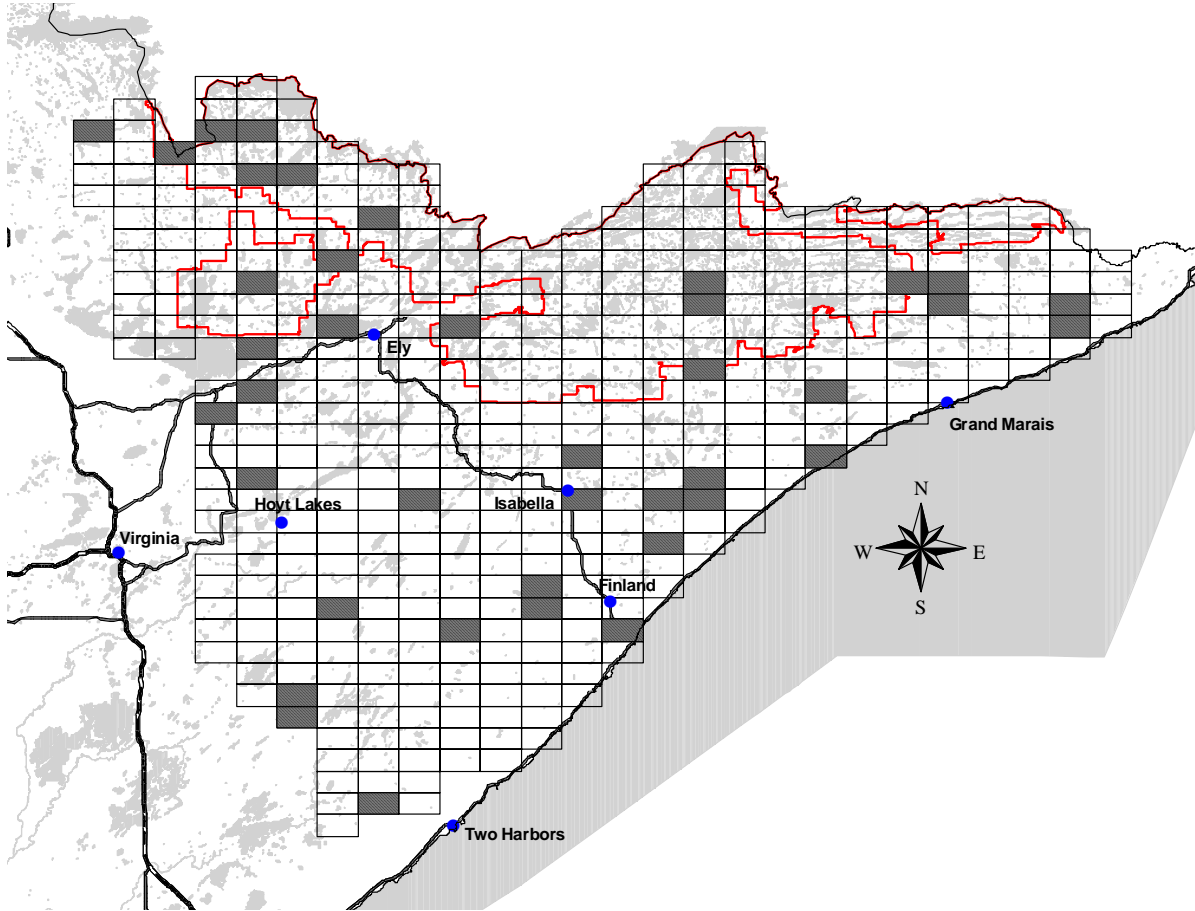 Ely
Grand Marais
Isabella
Hoyt Lakes
N
Virginia
W
E
Finland
S
Two Harbors